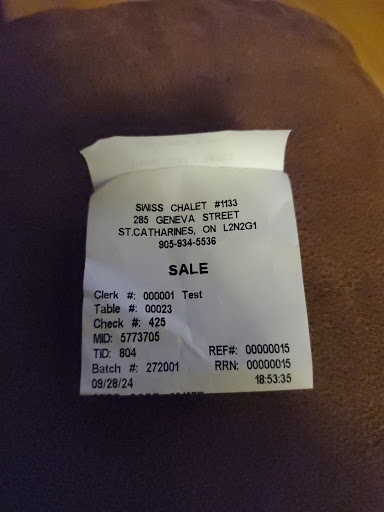 SWISS CHALET #1133
285 GENEVA STREET
ST.CATHARINES, ON L2N2G1
905-934-5536
SALE
Clerk #: 000001 Test
Table #: 00023
Check #: 425
MID: 5773705
TID: 804 REF#: 00000015
Batch #: 272001 RRN: 00000015
09/28/24 18:53:35